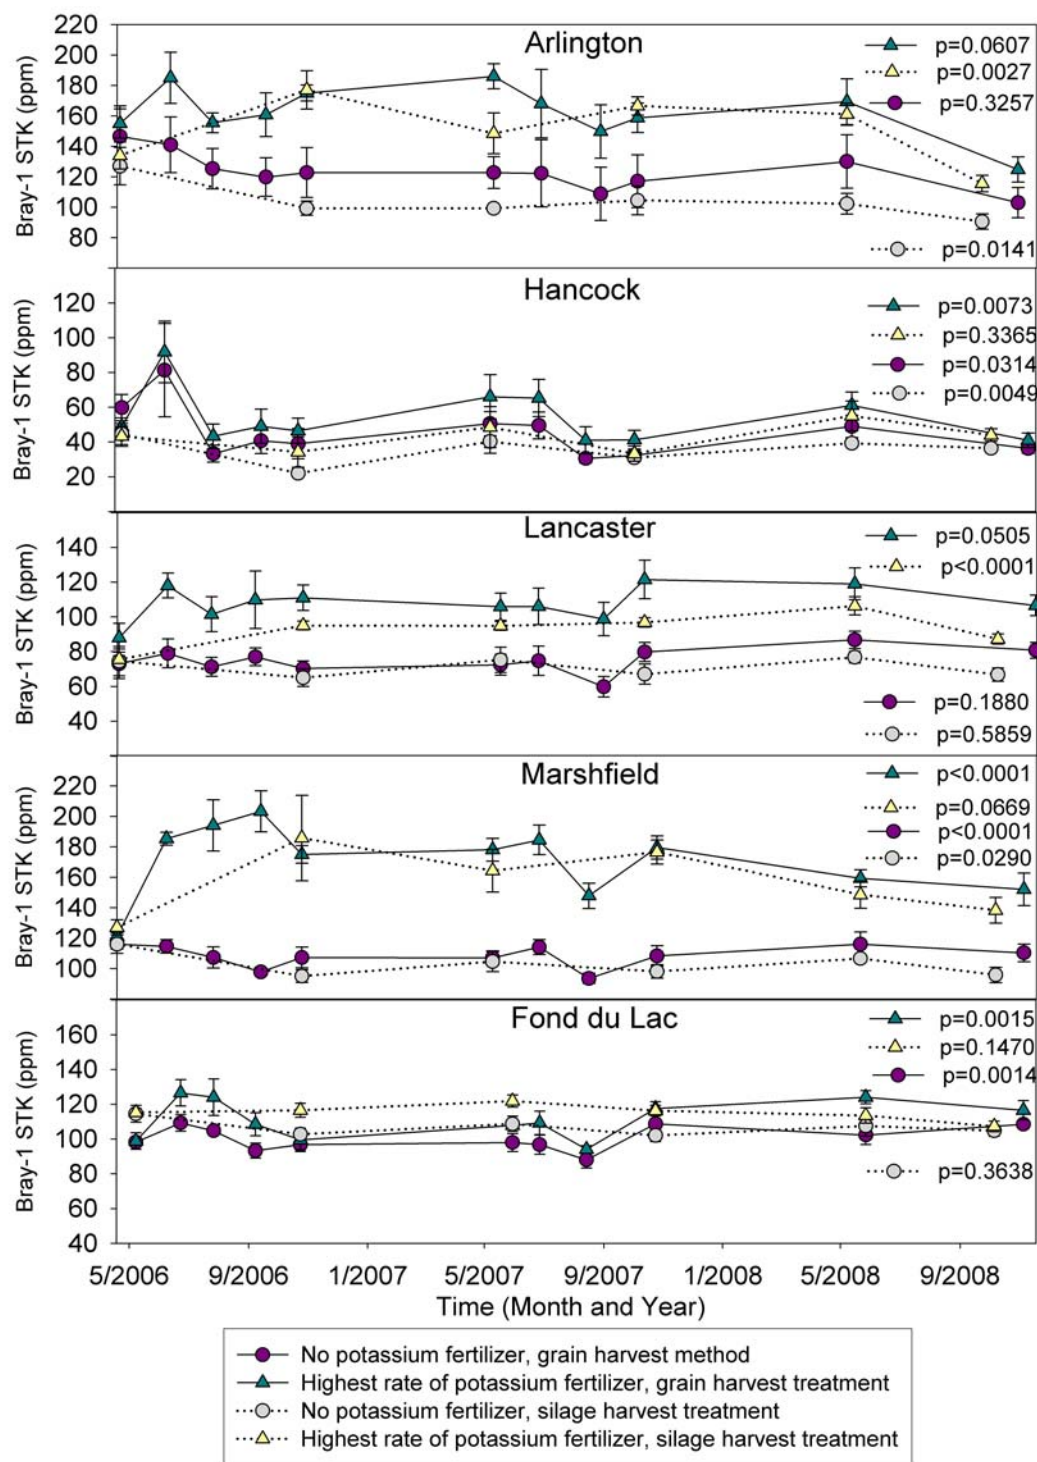 Arlington
Bray-1 STK (ppm)
220
200
180
160
140
120
100
80
p=0.0607
p=0.0027
p=0.3257
p=0.0141
Hancock
Bray-1 STK (ppm)
120
100
80
60
40
20
p=0.0073
p=0.3365
p=0.0314
p=0.0049
Lancaster
Bray-1 STK (ppm)
140
120
100
80
60
40
p=0.0505
p<0.0001
p=0.1880
p=0.5859
Marshfield
Bray-1 STK (ppm)
220
200
180
160
140
120
100
p<0.0001
p=0.0669
p<0.0001
p=0.0290
Fond du Lac
Bray-1 STK (ppm)
160
140
120
100
80
60
40
p=0.0015
p=0.1470
p=0.0014
p=0.3638
5/2006 9/2006 1/2007 5/2007 9/2007 1/2008 5/2008 9/2008
Time (Month and Year)
No potassium fertilizer, grain harvest method
Highest rate of potassium fertilizer, grain harvest treatment
No potassium fertilizer, silage harvest treatment
Highest rate of potassium fertilizer, silage harvest treatment